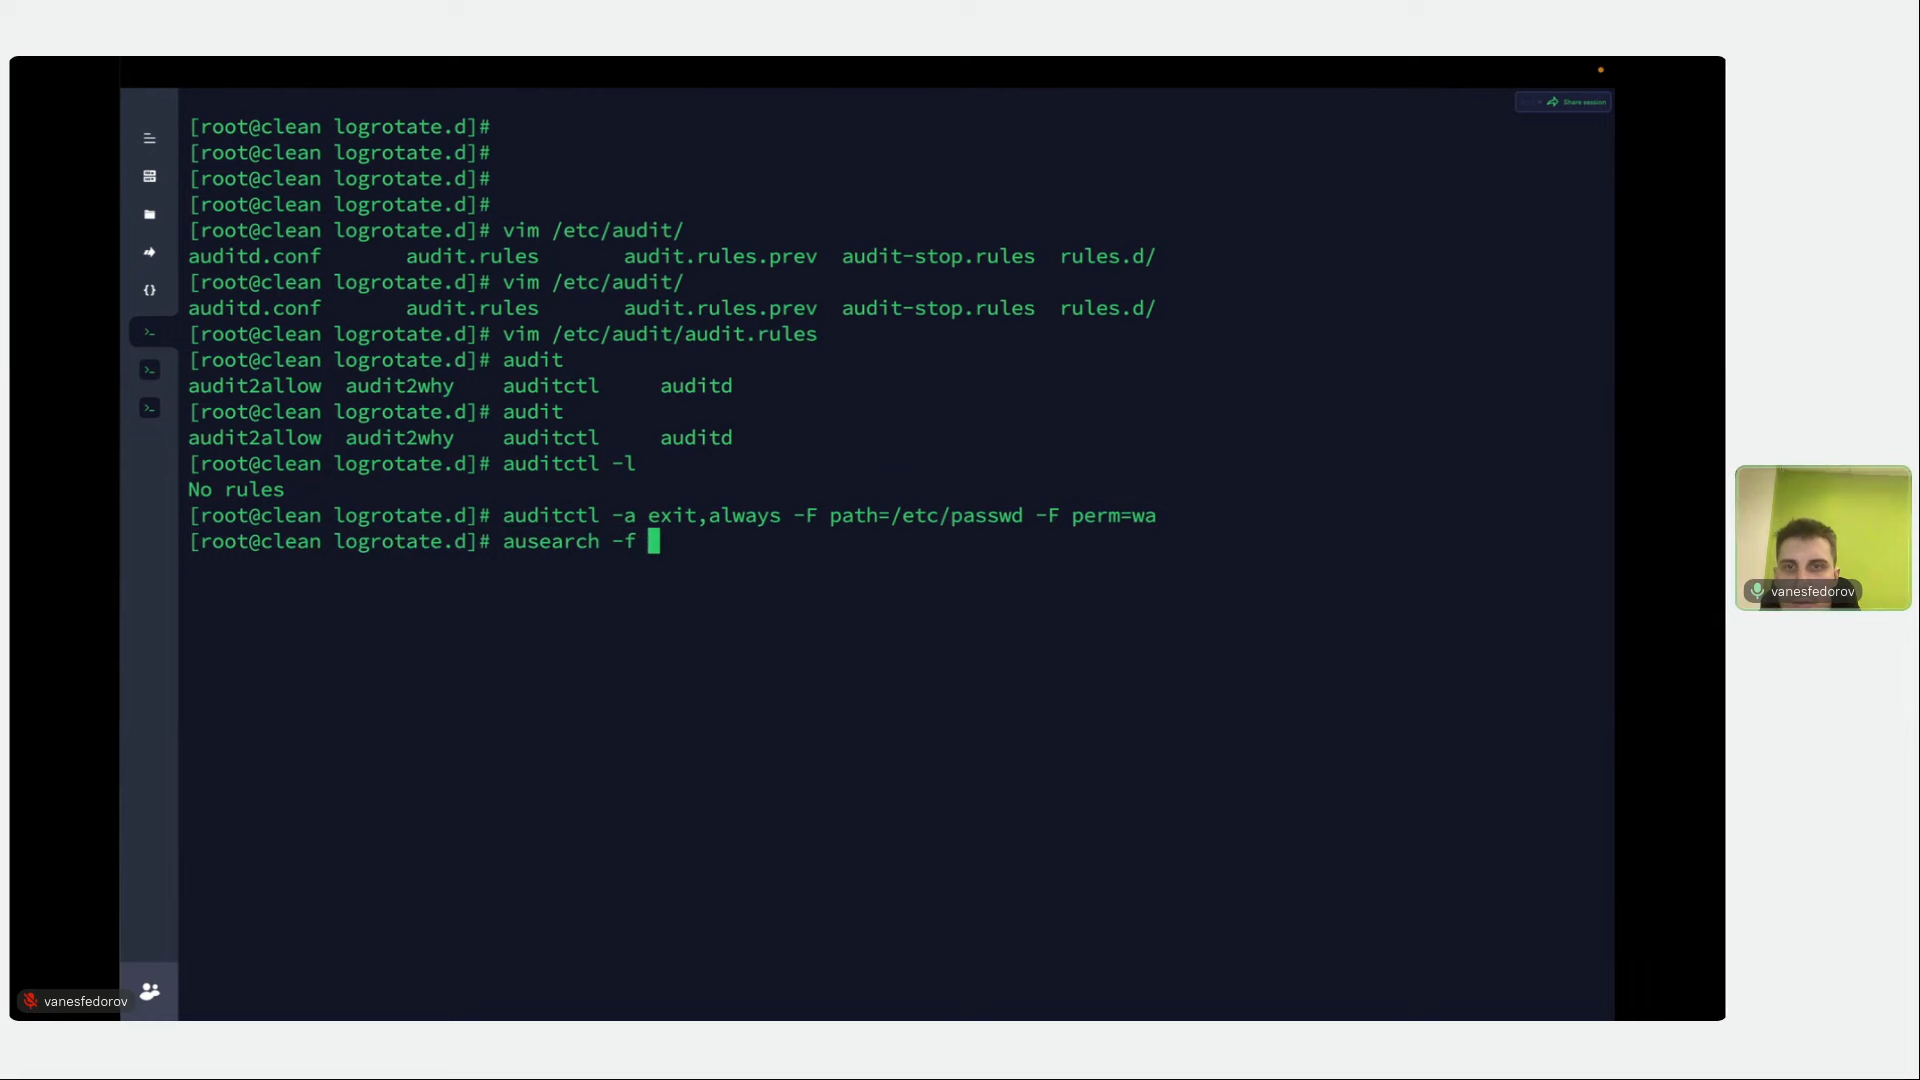 Share session
[root@clean logrotate.d]#
[root@clean logrotate.d]#
[root@clean logrotate.d]#
[root@clean logrotate.d]#
[root@clean logrotate.d]# vim /etc/audit/
auditd.conf audit.rules audit.rules.prev audit-stop.rules rules.d/
[root@clean logrotate.d]# vim /etc/audit/
auditd.conf audit.rules audit.rules.prev audit-stop.rules rules.d/
[root@clean logrotate.d]# vim /etc/audit/audit.rules
[root@clean logrotate.d]# audit
audit2allow audit2why auditctl auditd
[root@clean logrotate.d]# audit
audit2allow audit2why auditctl auditd
[root@clean logrotate.d]# auditctl -l
No rules
[root@clean logrotate.d]# auditctl -a exit,always -F path=/etc/passwd -F perm=wa
[root@clean logrotate.d]# ausearch -f
vanesfedorov
vanesfedorov